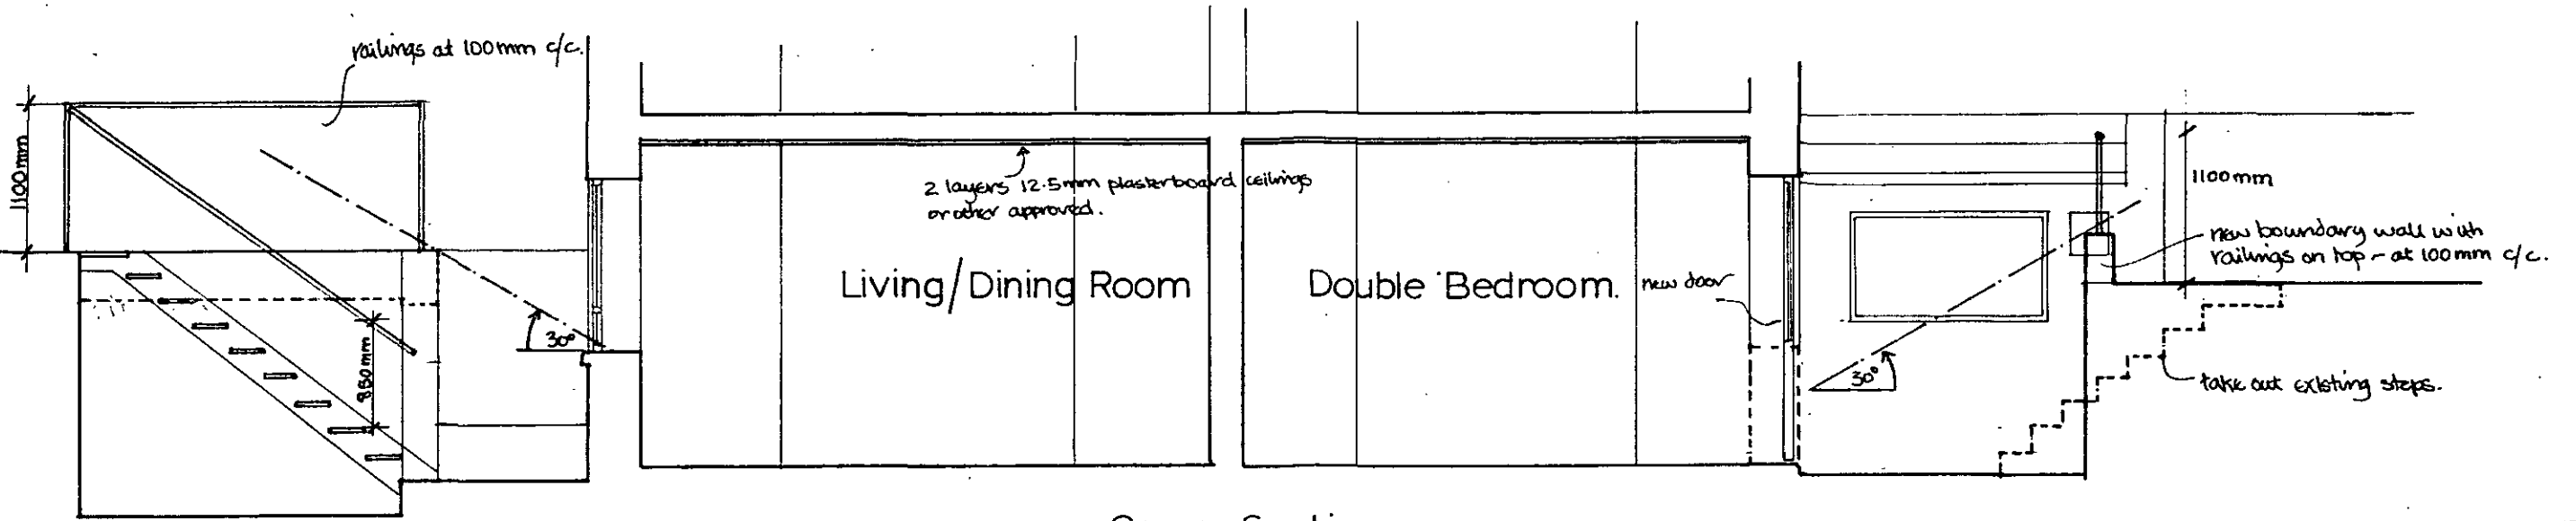 railings at 100mm c/c.
1100mm
2 layers 12.5mm plasterboard ceilings
or other approved.
1100mm
new boundary wall with
railings on top - at 100mm c/c.
Living/Dining Room
Double Bedroom.
new door
30°
850mm
30°
take out existing steps.